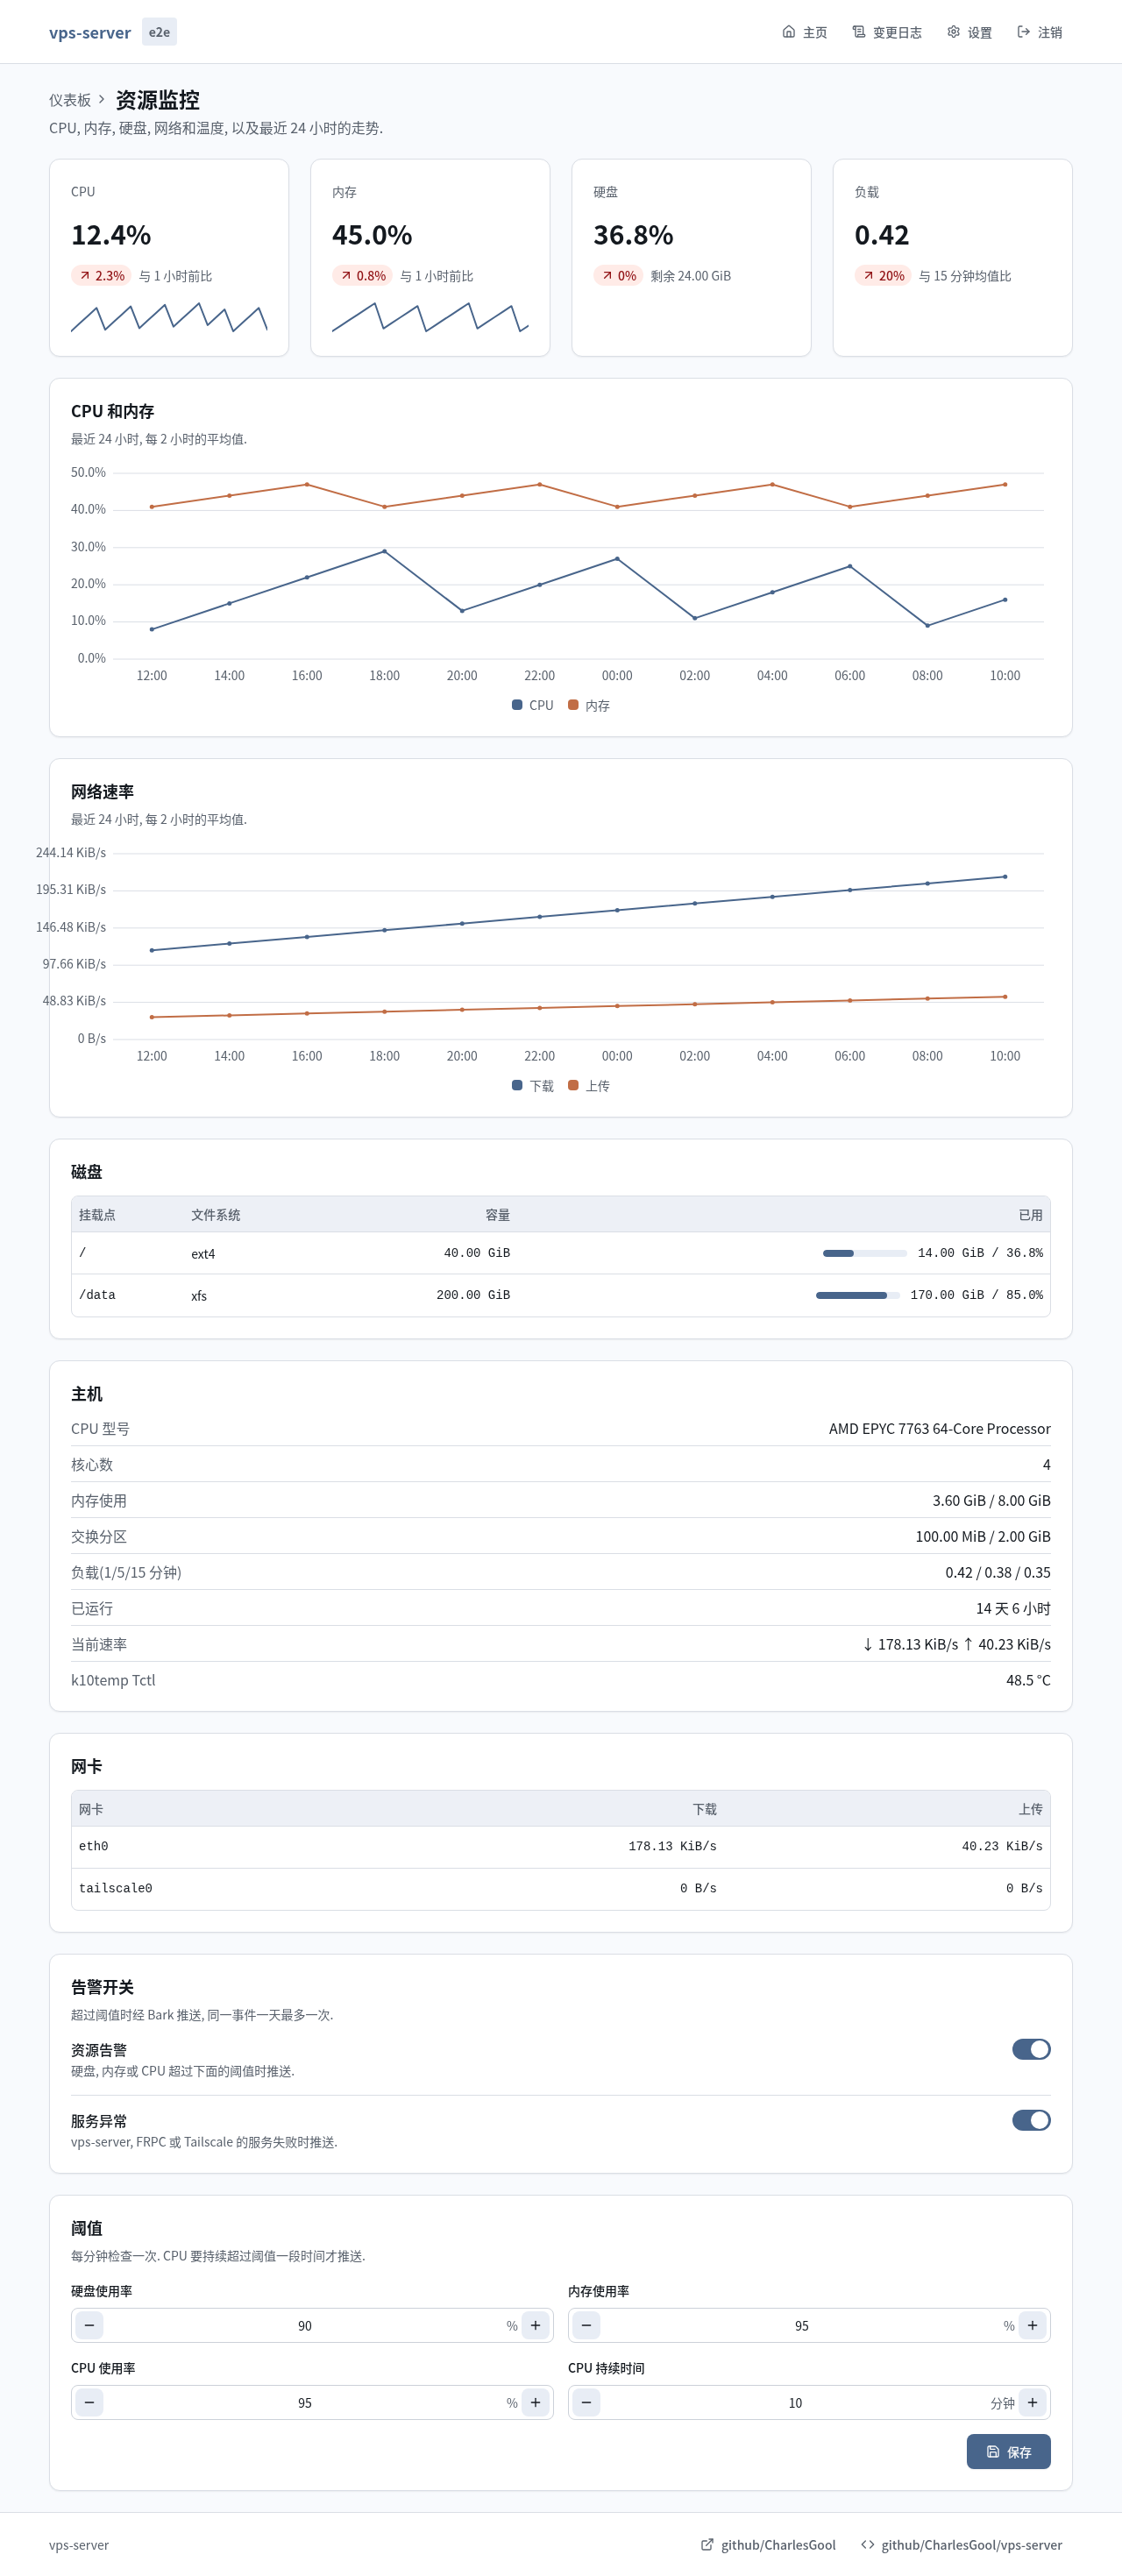 vps-server e2e 主页 变更日志 设置 注销
仪表板 > 资源监控
CPU, 内存, 硬盘, 网络和温度, 以及最近 24 小时的走势.
CPU 内存 硬盘 负载
12.4% 45.0% 36.8% 0.42
2.3% 与 1 小时前比 0.8% 与 1 小时前比 0% 剩余 24.00 GiB 20% 与 15 分钟均值比
CPU 和内存
最近 24 小时, 每 2 小时的平均值.
50.0%
40.0%
30.0%
20.0%
10.0%
0.0%
12:00 14:00 16:00 18:00 20:00 22:00 00:00 02:00 04:00 06:00 08:00 10:00
CPU 内存
网络速率
最近 24 小时, 每 2 小时的平均值.
244.14 KiB/s
195.31 KiB/s
146.48 KiB/s
97.66 KiB/s
48.83 KiB/s
0 B/s
12:00 14:00 16:00 18:00 20:00 22:00 00:00 02:00 04:00 06:00 08:00 10:00
下载 上传
磁盘
挂载点 文件系统 容量 已用
/ ext4 40.00 GiB 14.00 GiB / 36.8%
/data xfs 200.00 GiB 170.00 GiB / 85.0%
主机
CPU 型号 AMD EPYC 7763 64-Core Processor
核心数 4
内存使用 3.60 GiB / 8.00 GiB
交换分区 100.00 MiB / 2.00 GiB
负载(1/5/15 分钟) 0.42 / 0.38 / 0.35
已运行 14 天 6 小时
当前速率 ↓ 178.13 KiB/s ↑ 40.23 KiB/s
k10temp Tctl 48.5 °C
网卡
网卡 下载 上传
eth0 178.13 KiB/s 40.23 KiB/s
tailscale0 0 B/s 0 B/s
告警开关
超过阈值时经 Bark 推送, 同一事件一天最多一次.
资源告警
硬盘, 内存或 CPU 超过下面的阈值时推送.
服务异常
vps-server, FRPC 或 Tailscale 的服务失败时推送.
阈值
每分钟检查一次. CPU 要持续超过阈值一段时间才推送.
硬盘使用率 内存使用率
− 90 % + − 95 % +
CPU 使用率 CPU 持续时间
− 95 % + − 10 分钟 +
保存
vps-server github/CharlesGool github/CharlesGool/vps-server